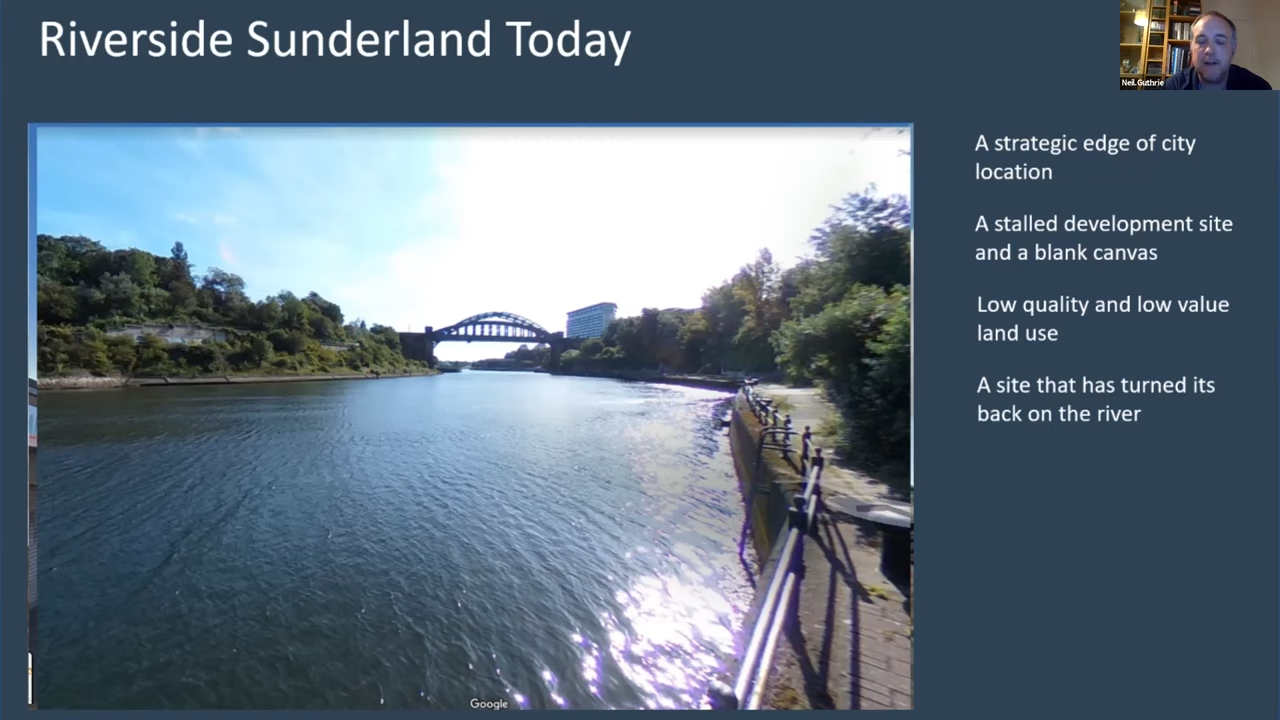 Riverside Sunderland Today
Neil Guthrie
A strategic edge of city
location
A stalled development site
and a blank canvas
Low quality and low value
land use
A site that has turned its
back on the river
Google